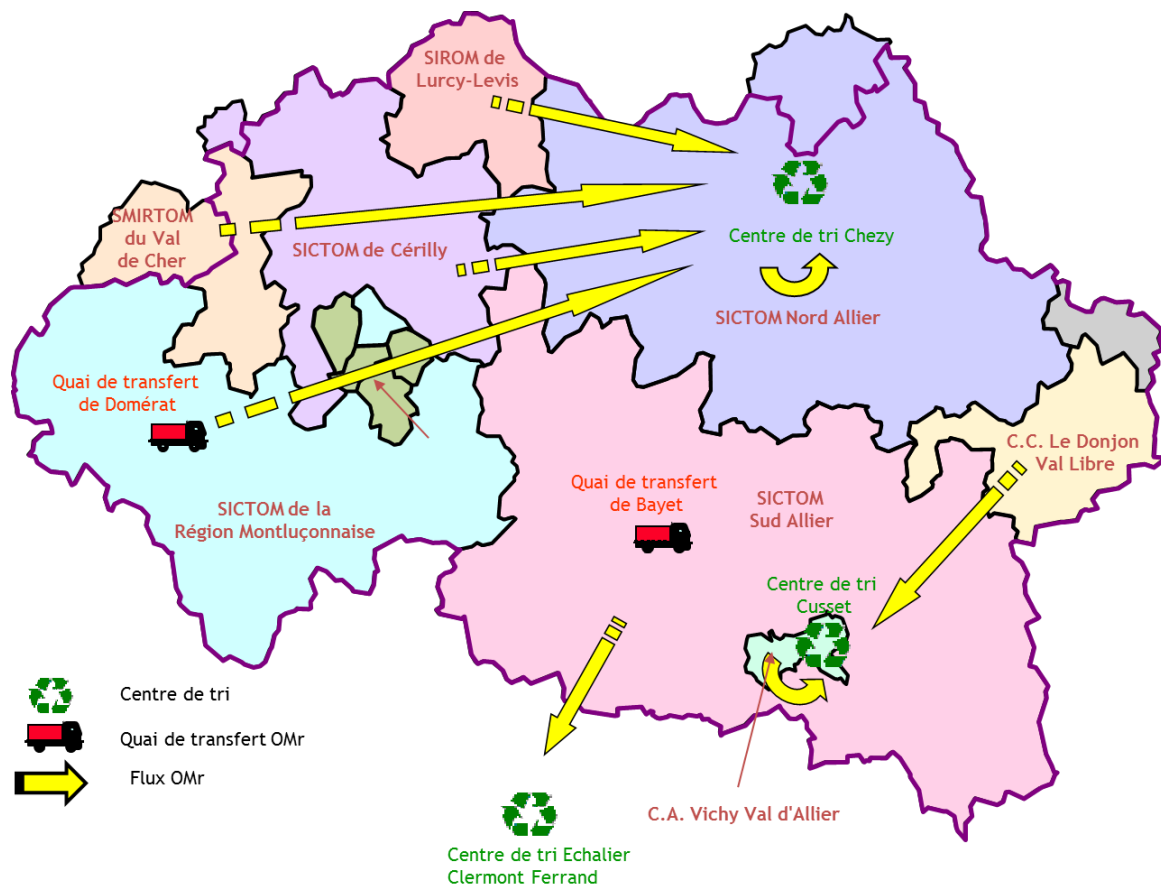 SIROM de
Lurcy-Levis
SMIRTOM
du Val
de Cher
SICTOM de Cérilly
Centre de tri Chezy
SICTOM Nord Allier
Quai de transfert
de Domérat
C.C. Le Donjon
Val Libre
Quai de transfert
de Bayet
SICTOM
Sud Allier
SICTOM de la
Région Montluçonnaise
Centre de tri
Cusset
Centre de tri
Quai de transfert OMr
Flux OMr
C.A. Vichy Val d'Allier
Centre de tri Echalier
Clermont Ferrand